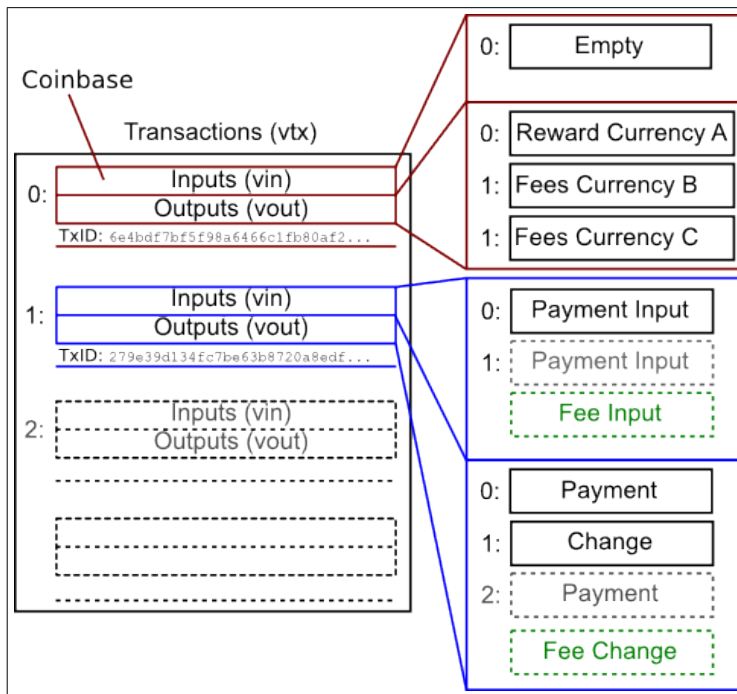 Coinbase
Transactions (vtx)
0:
Inputs (vin)
Outputs (vout)
TxID: 6e4bdf7bf5f98a6466c1fb80af2...
1:
Inputs (vin)
Outputs (vout)
TxID: 279e39d134fc7be63b8720a8edf...
2:
Inputs (vin)
Outputs (vout)
0: Empty
0: Reward Currency A
1: Fees Currency B
1: Fees Currency C
0: Payment Input
1: Payment Input
Fee Input
0: Payment
1: Change
2: Payment
Fee Change